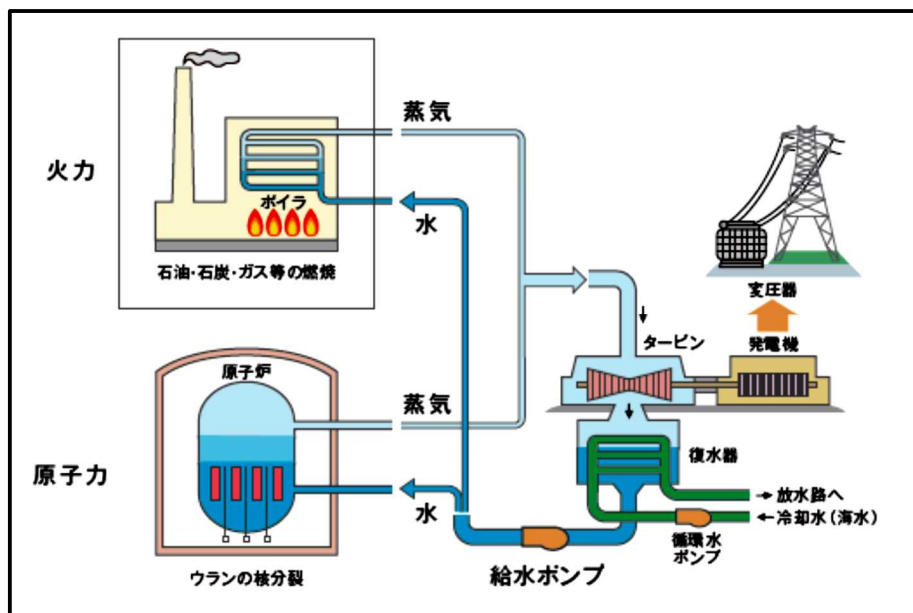 火力
蒸気
ボイラ
水
石油・石炭・ガス等の燃焼
変圧器
タービン
発電機
原子炉
蒸気
原子力
復水器
→放水路へ
←冷却水(海水)
水
循環水
ポンプ
給水ポンプ
ウランの核分裂